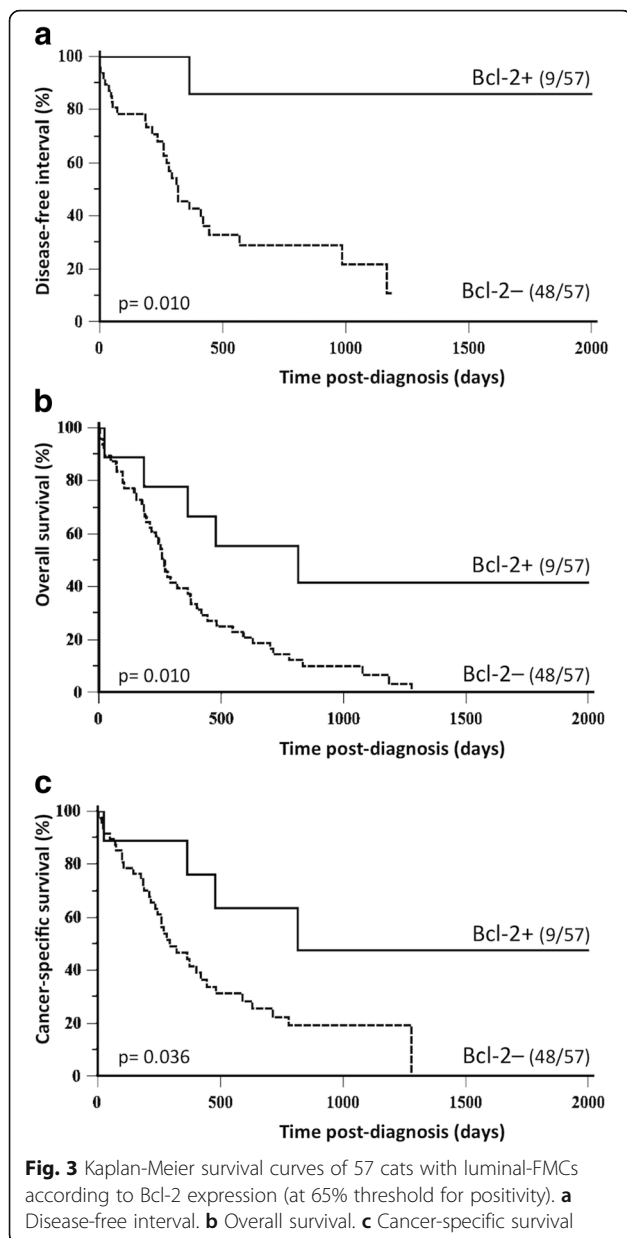 a
100
80
60
40
20
0
Disease-free interval (%)
Bcl-2+ (9/57)
Bcl-2– (48/57)
p= 0.010
0 500 1000 1500 2000
Time post-diagnosis (days)
b
100
80
60
40
20
0
Overall survival (%)
Bcl-2+ (9/57)
Bcl-2– (48/57)
p= 0.010
0 500 1000 1500 2000
Time post-diagnosis (days)
c
100
80
60
40
20
0
Cancer-specific survival (%)
Bcl-2+ (9/57)
Bcl-2– (48/57)
p= 0.036
0 500 1000 1500 2000
Time post-diagnosis (days)
Fig. 3 Kaplan-Meier survival curves of 57 cats with luminal-FMCs
according to Bcl-2 expression (at 65% threshold for positivity). a
Disease-free interval. b Overall survival. c Cancer-specific survival